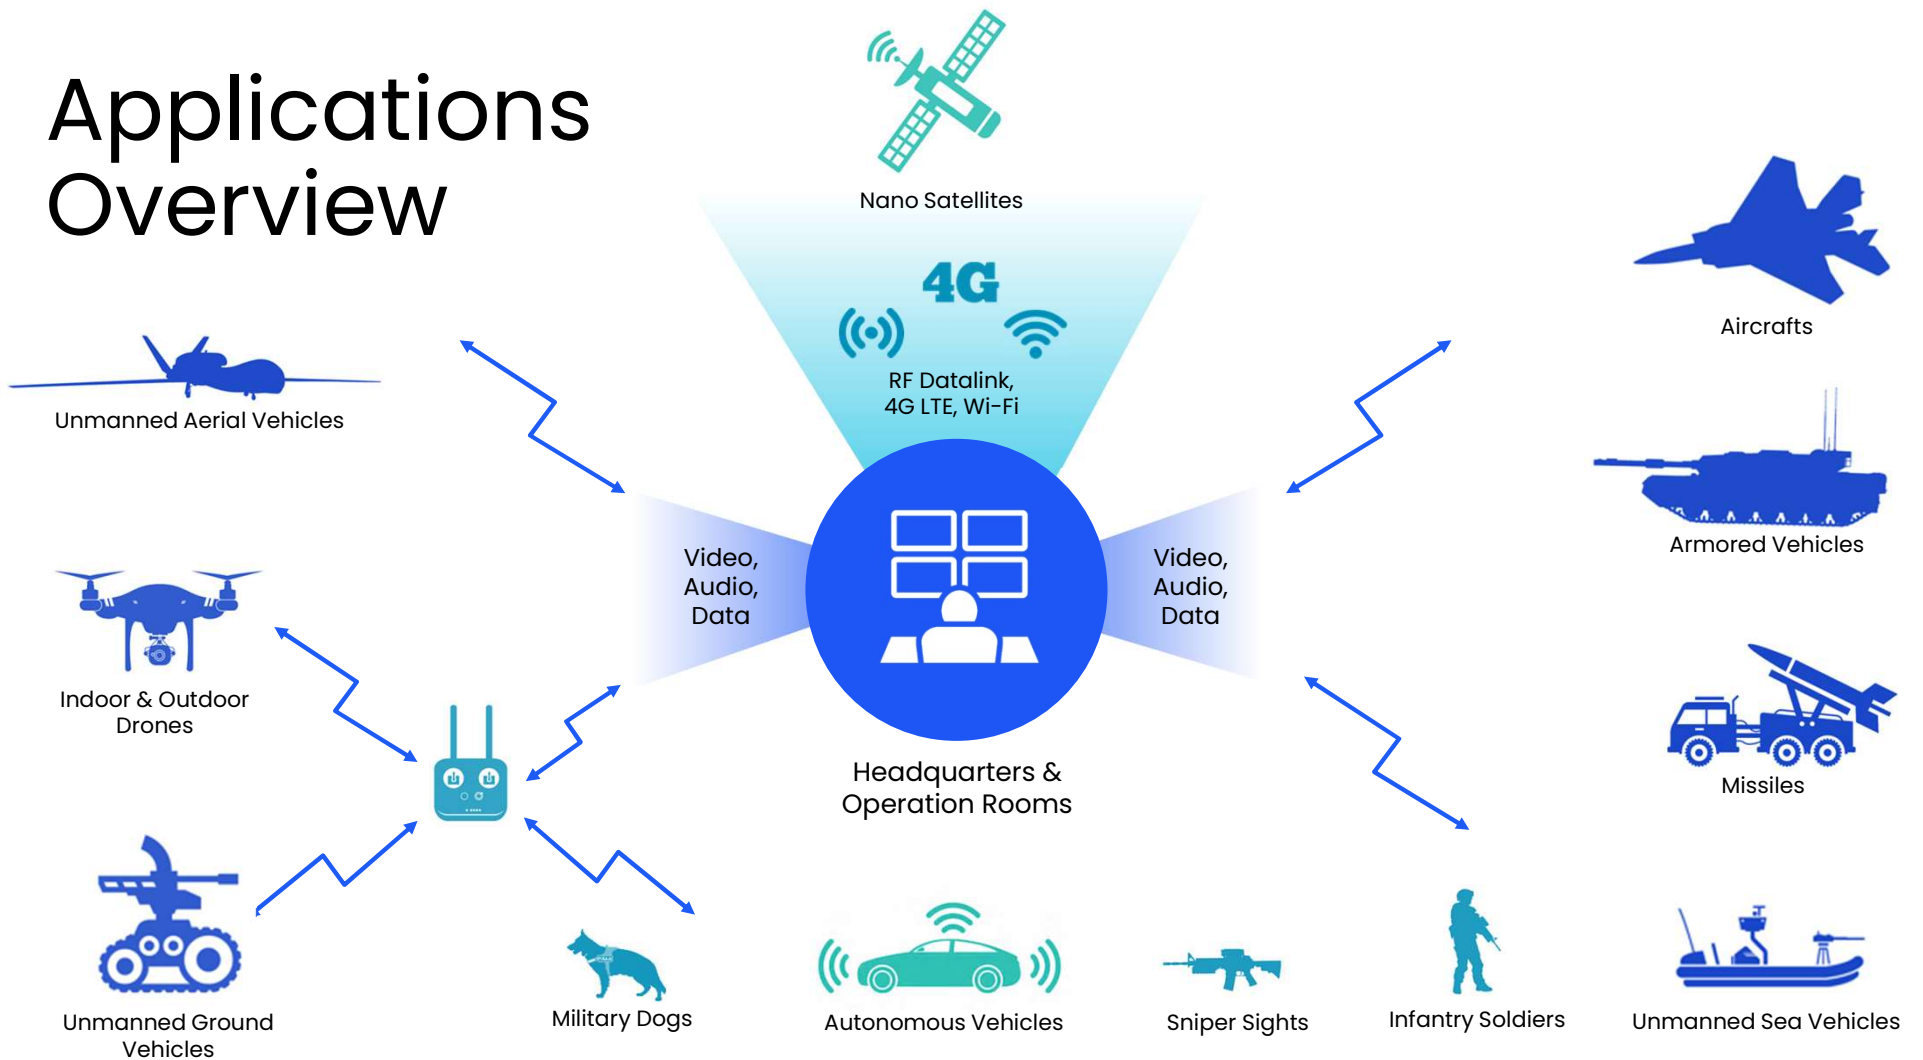 Applications
Overview
Nano Satellites
4G
RF Datalink,
4G LTE, Wi-Fi
Aircrafts
Unmanned Aerial Vehicles
Armored Vehicles
Video,
Audio,
Data
Video,
Audio,
Data
Indoor & Outdoor
Drones
Headquarters &
Operation Rooms
Missiles
Unmanned Ground
Vehicles
Military Dogs
Autonomous Vehicles
Sniper Sights
Infantry Soldiers
Unmanned Sea Vehicles